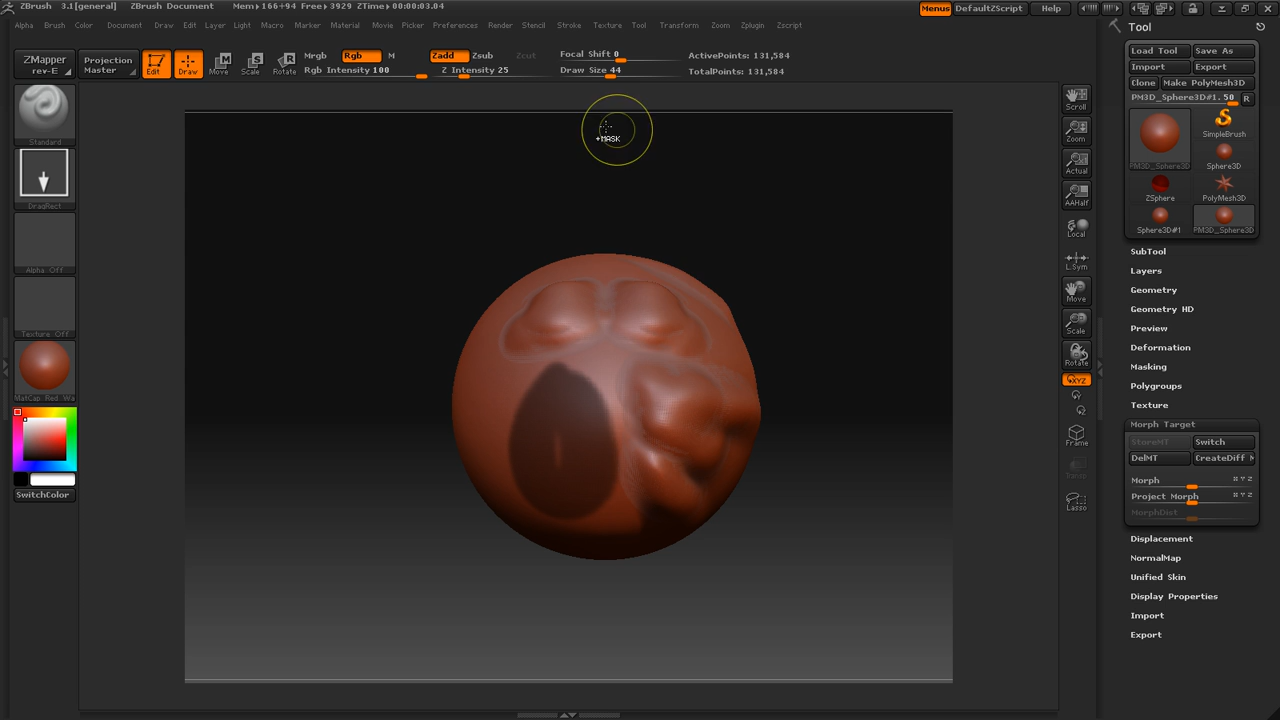 ZBrush 3.1[general] ZBrush Document Mem▸166+94 Free▸3929 ZTime▸00:00:03.04 Menus DefaultZScript Help
Alpha Brush Color Document Draw Edit Layer Light Macro Marker Material Movie Picker Preferences Render Stencil Stroke Texture Tool Transform Zoom Zplugin Zscript
ZMapper
rev-E
Projection
Master
Edit
Draw
Move
Scale
Rotate
Mrgb Rgb M
Rgb Intensity 100
Zadd Zsub Zcut
Z Intensity 25
Focal Shift 0
Draw Size 44
ActivePoints: 131,584
TotalPoints: 131,584
Standard
DragRect
Alpha Off
Texture Off
MatCap Red Wa
SwitchColor
+MASK
Scroll
Zoom
Actual
AAHalf
Local
L.Sym
Move
Scale
Rotate
XYZ
Frame
Transp
Lasso
Tool
Load Tool Save As
Import Export
Clone Make PolyMesh3D
PM3D_Sphere3D#1. 50 R
PM3D_Sphere3D
SimpleBrush
Sphere3D
ZSphere PolyMesh3D
Sphere3D#1 PM3D_Sphere3D
SubTool
Layers
Geometry
Geometry HD
Preview
Deformation
Masking
Polygroups
Texture
Morph Target
StoreMT Switch
DelMT CreateDiff M
Morph X Y Z
Project Morph X Y Z
MorphDist
Displacement
NormalMap
Unified Skin
Display Properties
Import
Export